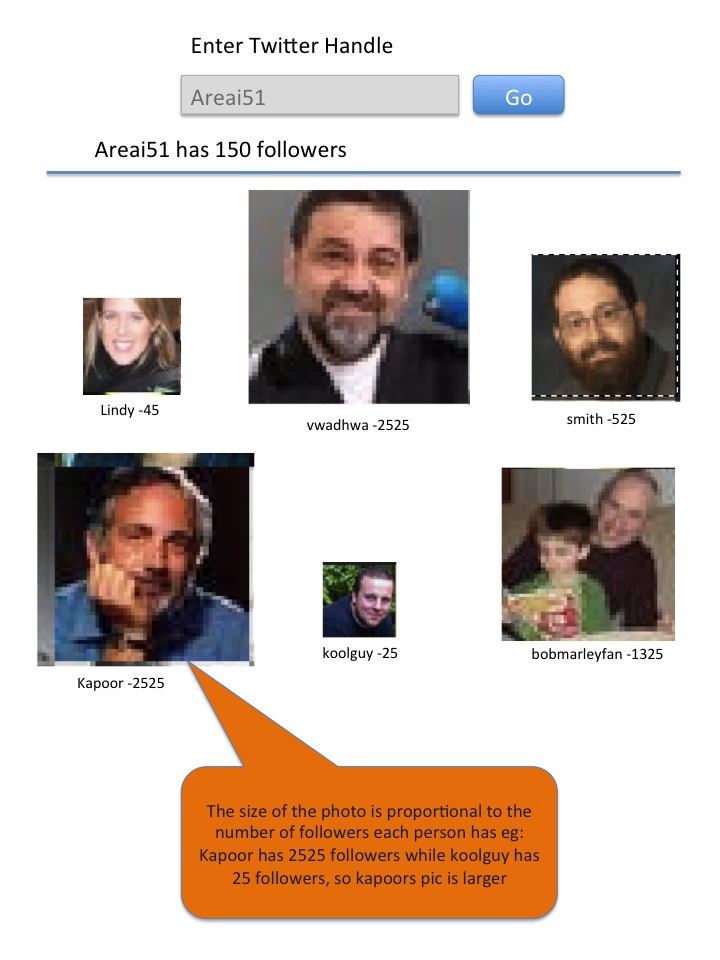 Enter Twitter Handle
Areai51
Go
Areai51 has 150 followers
Lindy -45
vwadhwa -2525
smith -525
Kapoor -2525
koolguy -25
bobmarleyfan -1325
The size of the photo is proportional to the
number of followers each person has eg:
Kapoor has 2525 followers while koolguy has
25 followers, so kapoors pic is larger